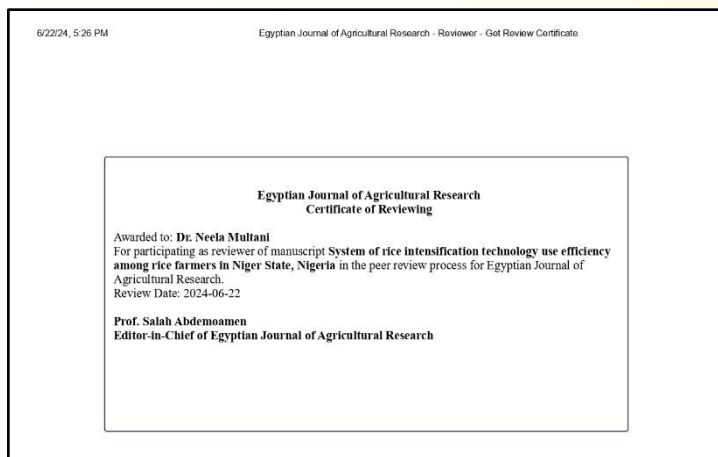 6/22/24, 5:26 PM
Egyptian Journal of Agricultural Research - Reviewer - Get Review Certificate
Egyptian Journal of Agricultural Research
Certificate of Reviewing
Awarded to: Dr. Neela Multani
For participating as reviewer of manuscript System of rice intensification technology use efficiency
among rice farmers in Niger State, Nigeria in the peer review process for Egyptian Journal of
Agricultural Research.
Review Date: 2024-06-22
Prof. Salah Abdemoamen
Editor-in-Chief of Egyptian Journal of Agricultural Research